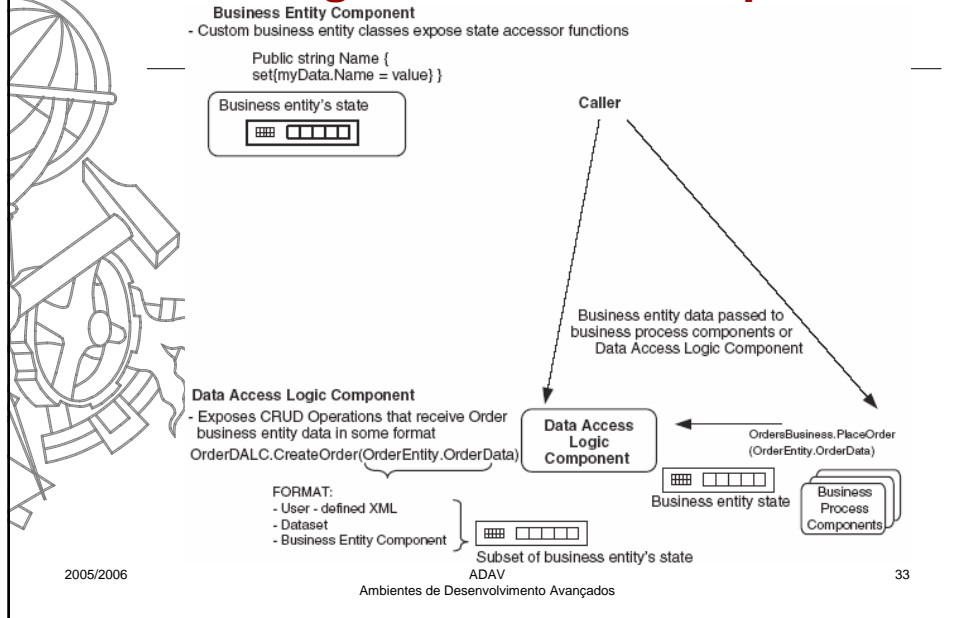 Business Entity Component
- Custom business entity classes expose state accessor functions
Public string Name {
set{myData.Name = value} }
Business entity's state
Caller
Business entity data passed to
business process components or
Data Access Logic Component
Data Access Logic Component
- Exposes CRUD Operations that receive Order
business entity data in some format
OrderDALC.CreateOrder(OrderEntity.OrderData)
Data Access
Logic
Component
OrdersBusiness.PlaceOrder
(OrderEntity.OrderData)
Business entity state
Business
Process
Components
FORMAT:
- User - defined XML
- Dataset
- Business Entity Component
Subset of business entity's state
2005/2006
ADAV
Ambientes de Desenvolvimento Avançados
33